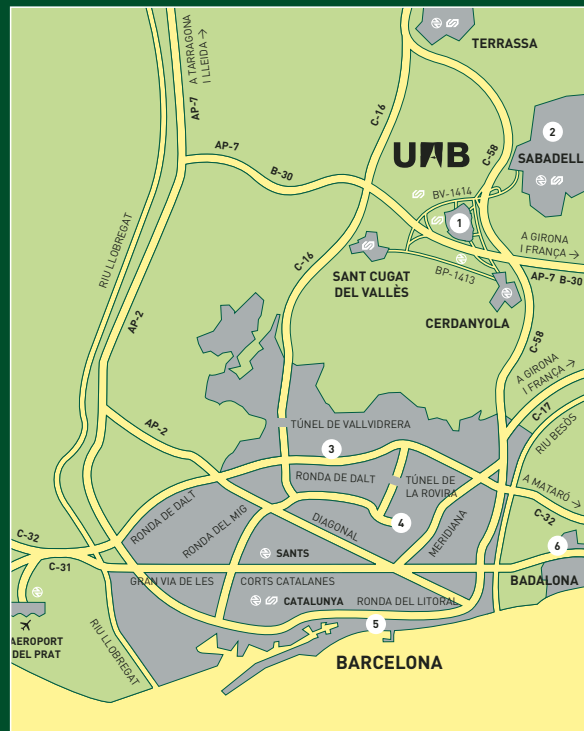 TERRASSA
A TARRAGONA
I LLEIDA →
AP-7
C-16
2
SABADELL
UAB
C-58
AP-7
B-30
BV-1414
1
A GIRONA
I FRANÇA →
AP-7 B-30
RIU LLOBREGAT
C-16
SANT CUGAT
DEL VALLÈS
BP-1413
CERDANYOLA
AP-2
C-58
A GIRONA
I FRANÇA →
C-17
RIU BESÒS
AP-2
TÚNEL DE VALLVIDRERA
3
RONDA DE DALT
TÚNEL DE
LA ROVIRA
A MATARÓ →
C-32
RONDA DE DALT
RONDA DEL MIG
DIAGONAL
4
MERIDIANA
C-32
C-31
SANTS
6
BADALONA
GRAN VIA DE LES
CORTS CATALANES
CATALUNYA
RONDA DEL LITORAL
5
AEROPORT
DEL PRAT
RIU LLOBREGAT
BARCELONA